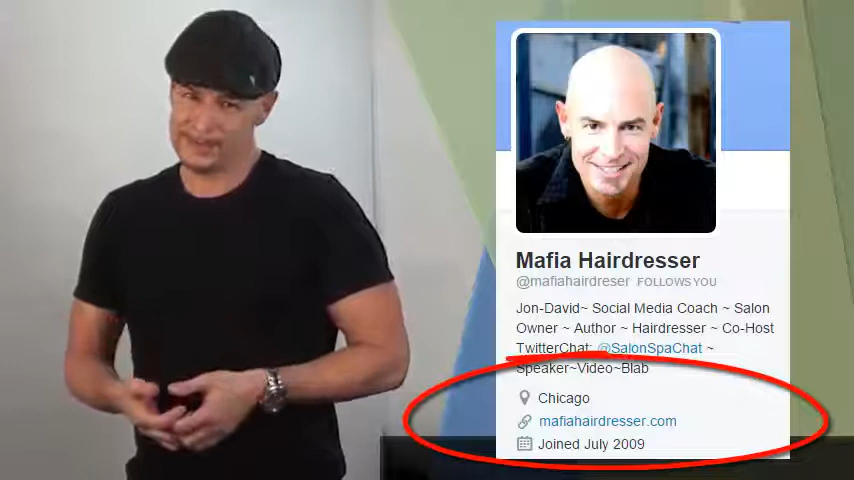 Mafia Hairdresser
@mafiahairdreser FOLLOWS YOU
Jon-David~ Social Media Coach ~ Salon
Owner ~ Author ~ Hairdresser ~ Co-Host
TwitterChat: @SalonSpaChat ~
Speaker~Video~Blab
Chicago
mafiahairdresser.com
Joined July 2009